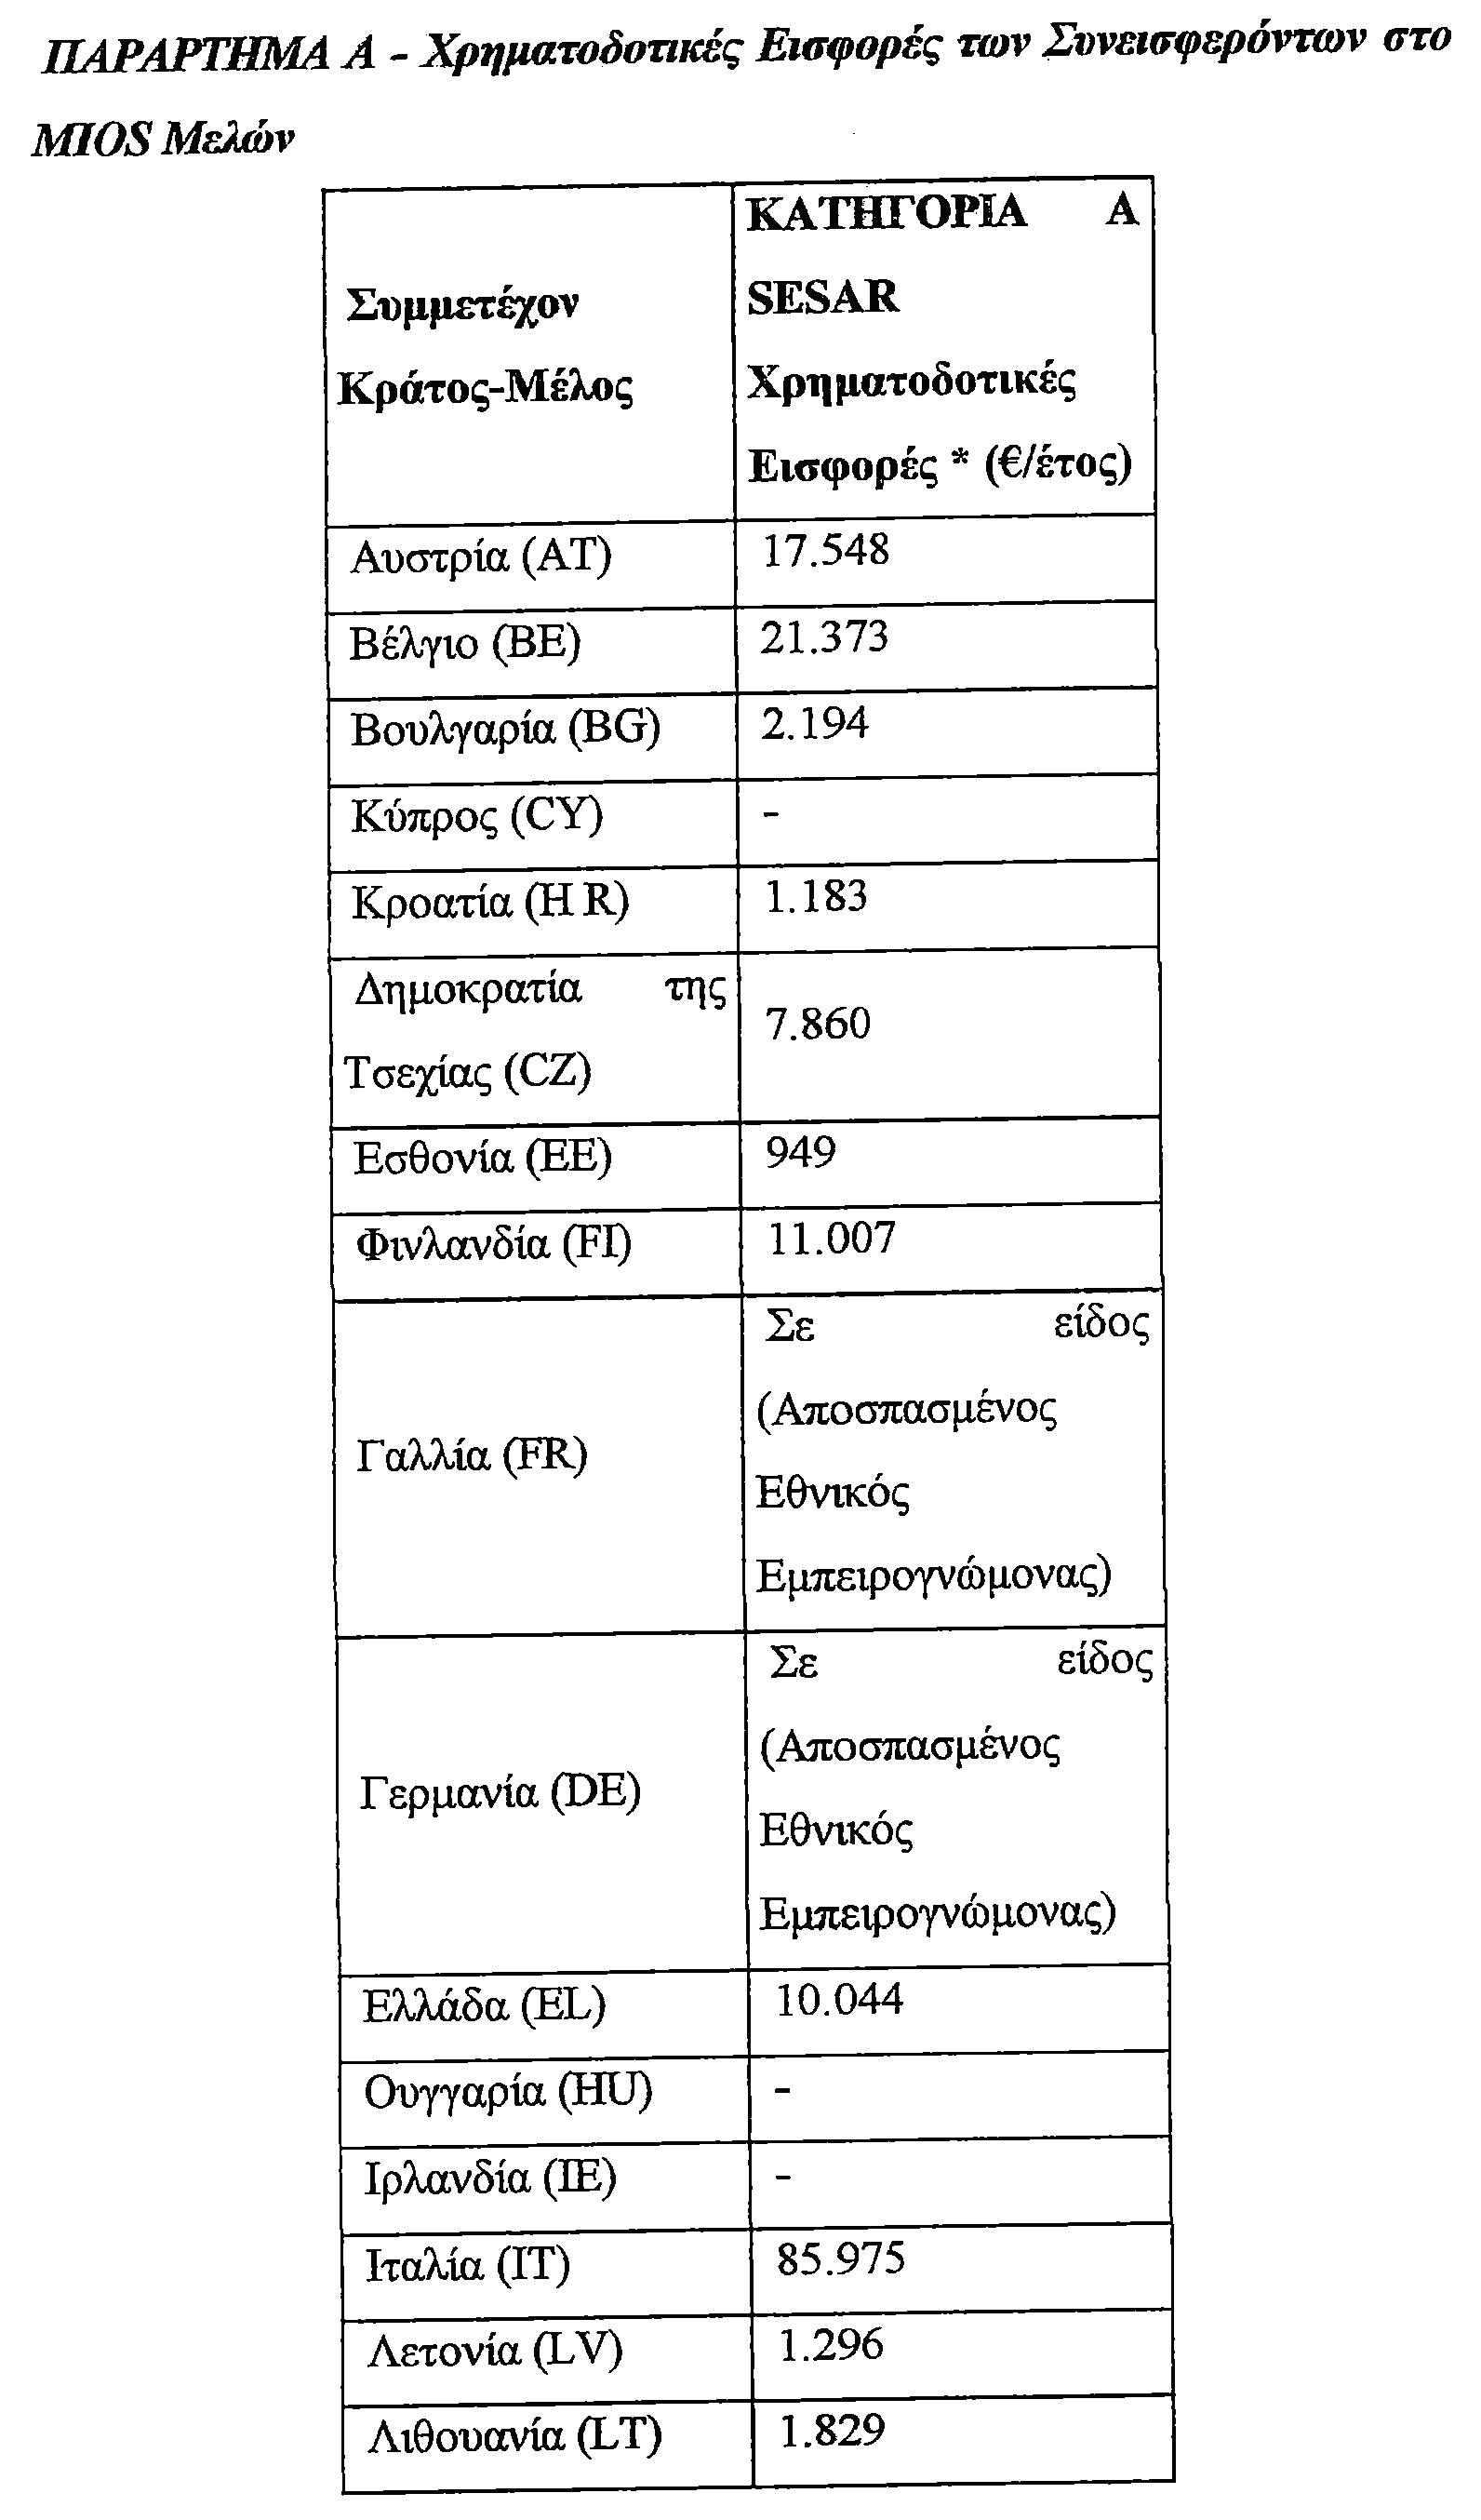 ΠΑΡΑΡΤΗΜΑ Α - Χρηματοδοτικές Εισφορές των Συνεισφερόντων στο
MIOS Μελών
Συμμετέχον
Κράτος-Μέλος
ΚΑΤΗΓΟΡΙΑ Α
SESAR
Χρηματοδοτικές
Εισφορές * (€/έτος)
Αυστρία (AT)
17.548
Βέλγιο (BE)
21.373
Βουλγαρία (BG)
2.194
Κύπρος (CY)
-
Κροατία (H R)
1.183
Δημοκρατία της
Τσεχίας (CZ)
7.860
Εσθονία (EE)
949
Φινλανδία (FI)
11.007
Γαλλία (FR)
Σε είδος
(Αποσπασμένος
Εθνικός
Εμπειρογνώμονας)
Γερμανία (DE)
Σε είδος
(Αποσπασμένος
Εθνικός
Εμπειρογνώμονας)
Ελλάδα (EL)
10.044
Ουγγαρία (HU)
-
Ιρλανδία (IE)
-
Ιταλία (IT)
85.975
Λετονία (LV)
1.296
Λιθουανία (LT)
1.829